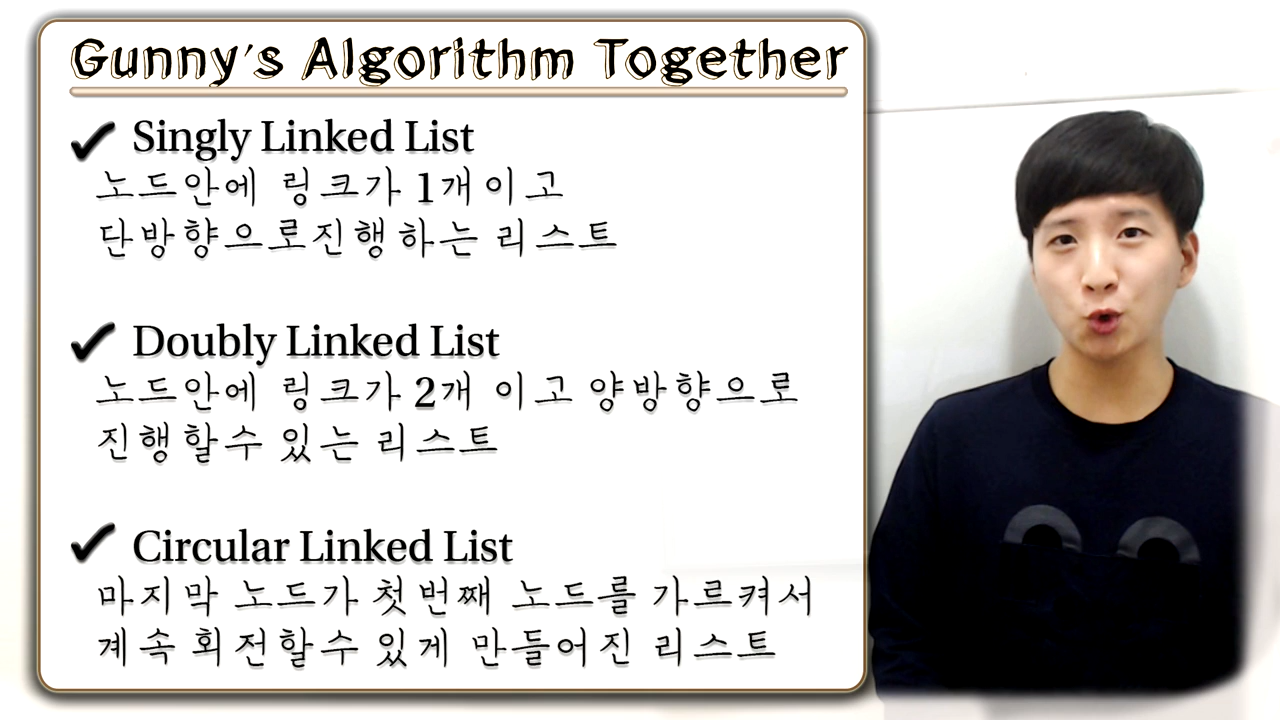 Gunny's Algorithm Together
Singly Linked List
노드안에 링크가 1개이고
단방향으로진행하는 리스트
Doubly Linked List
노드안에 링크가 2개 이고 양방향으로
진행할수 있는 리스트
Circular Linked List
마지막 노드가 첫번째 노드를 가르켜서
계속 회전할수 있게 만들어진 리스트